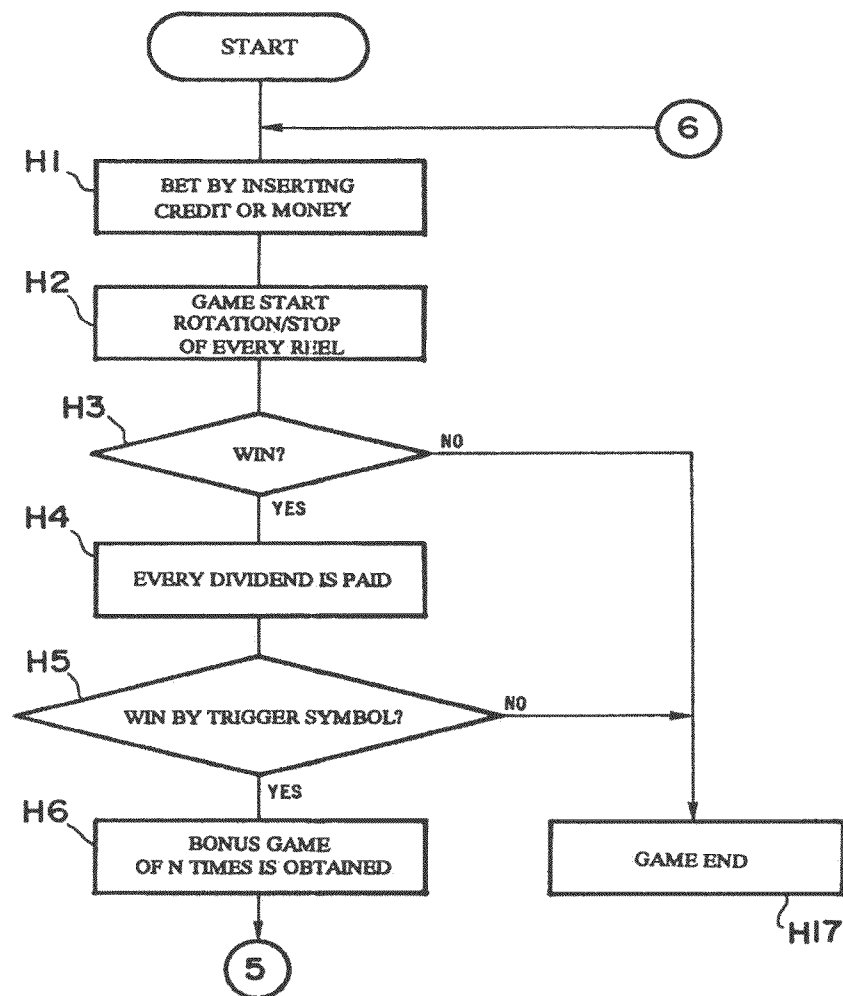 START
6
H1
BET BY INSERTING
CREDIT OR MONEY
H2
GAME START
ROTATION/STOP
OF EVERY REEL
H3
WIN?
NO
YES
H4
EVERY DIVIDEND IS PAID
H5
WIN BY TRIGGER SYMBOL?
NO
YES
H6
BONUS GAME
OF N TIMES IS OBTAINED
GAME END
H17
5